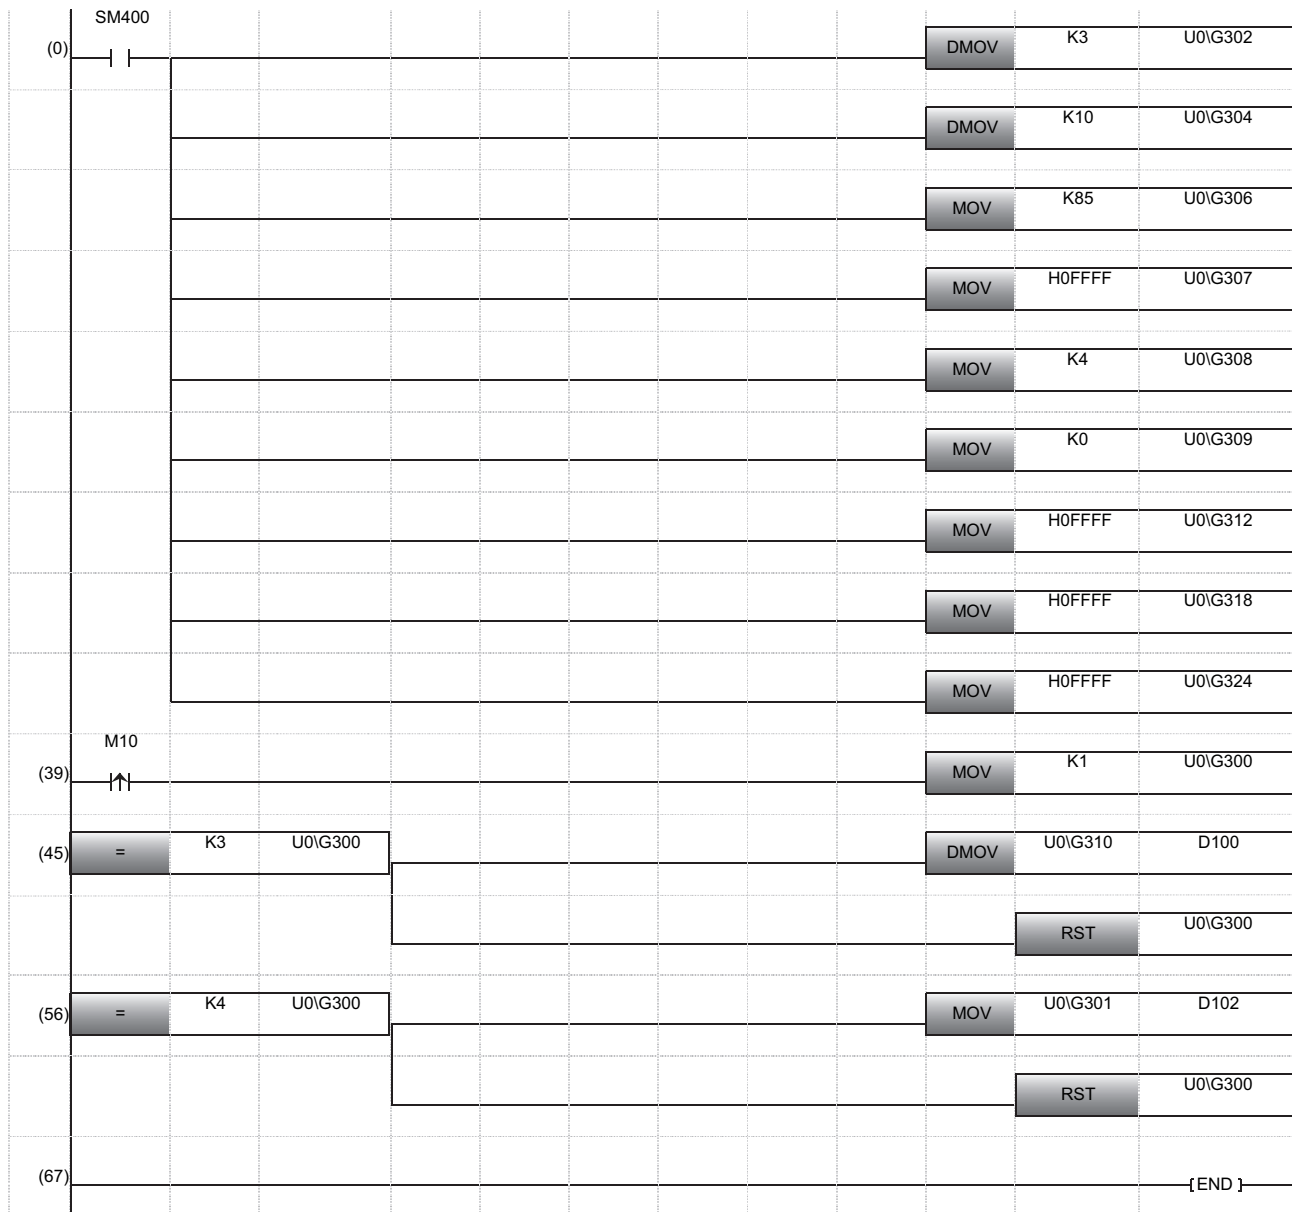 SM400
(0) DMOV K3 U0\G302
DMOV K10 U0\G304
MOV K85 U0\G306
MOV H0FFFF U0\G307
MOV K4 U0\G308
MOV K0 U0\G309
MOV H0FFFF U0\G312
MOV H0FFFF U0\G318
MOV H0FFFF U0\G324
M10
(39) MOV K1 U0\G300
(45) = K3 U0\G300 DMOV U0\G310 D100
RST U0\G300
(56) = K4 U0\G300 MOV U0\G301 D102
RST U0\G300
(67) [END]